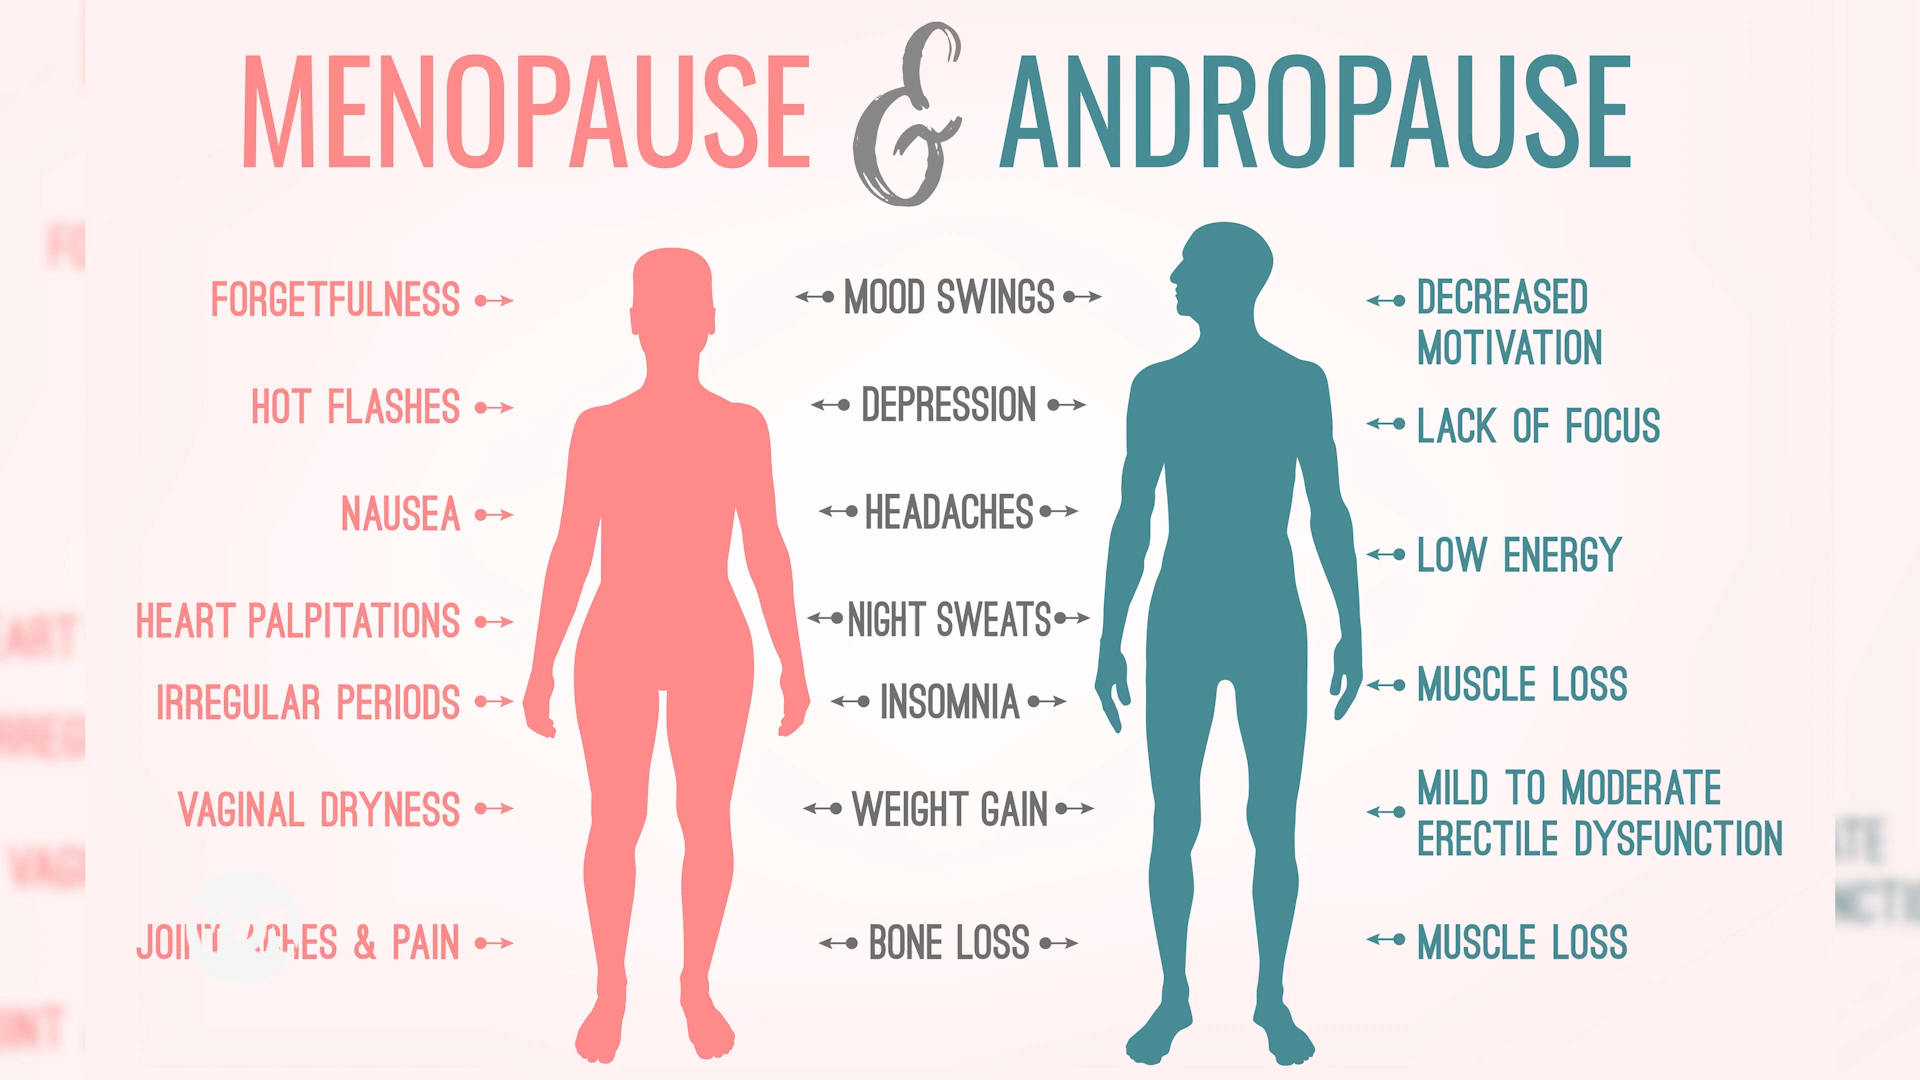 MENOPAUSE & ANDROPAUSE
FORGETFULNESS
HOT FLASHES
NAUSEA
HEART PALPITATIONS
IRREGULAR PERIODS
VAGINAL DRYNESS
JOINT ACHES & PAIN
MOOD SWINGS
DEPRESSION
HEADACHES
NIGHT SWEATS
INSOMNIA
WEIGHT GAIN
BONE LOSS
DECREASED
MOTIVATION
LACK OF FOCUS
LOW ENERGY
MUSCLE LOSS
MILD TO MODERATE
ERECTILE DYSFUNCTION
MUSCLE LOSS